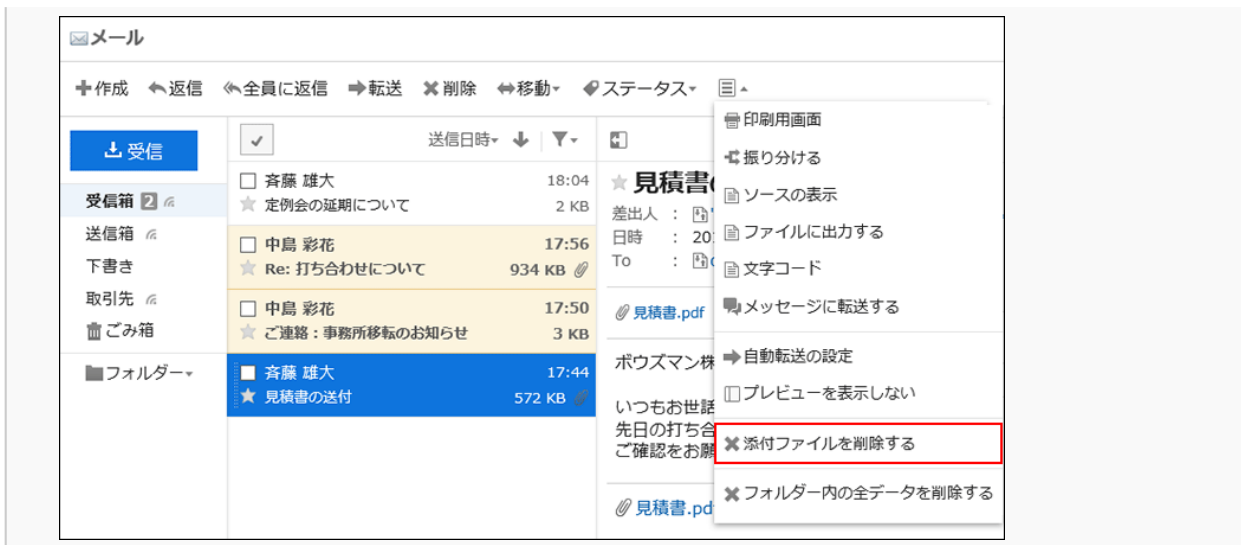 メール
作成 返信 全員に返信 転送 削除 移動 ステータス
受信
受信箱 2
送信箱
下書き
取引先
ごみ箱
フォルダー
送信日時
斉藤 雄大 18:04
定例会の延期について 2 KB
中島 彩花 17:56
Re: 打ち合わせについて 934 KB
中島 彩花 17:50
ご連絡：事務所移転のお知らせ 3 KB
斉藤 雄大 17:44
見積書の送付 572 KB
見積書の
差出人 :
日時 : 20
To :
見積書.pdf
ボウズマン株
いつもお世話
先日の打ち合
ご確認をお願
見積書.pd
印刷用画面
振り分ける
ソースの表示
ファイルに出力する
文字コード
メッセージに転送する
自動転送の設定
プレビューを表示しない
添付ファイルを削除する
フォルダー内の全データを削除する